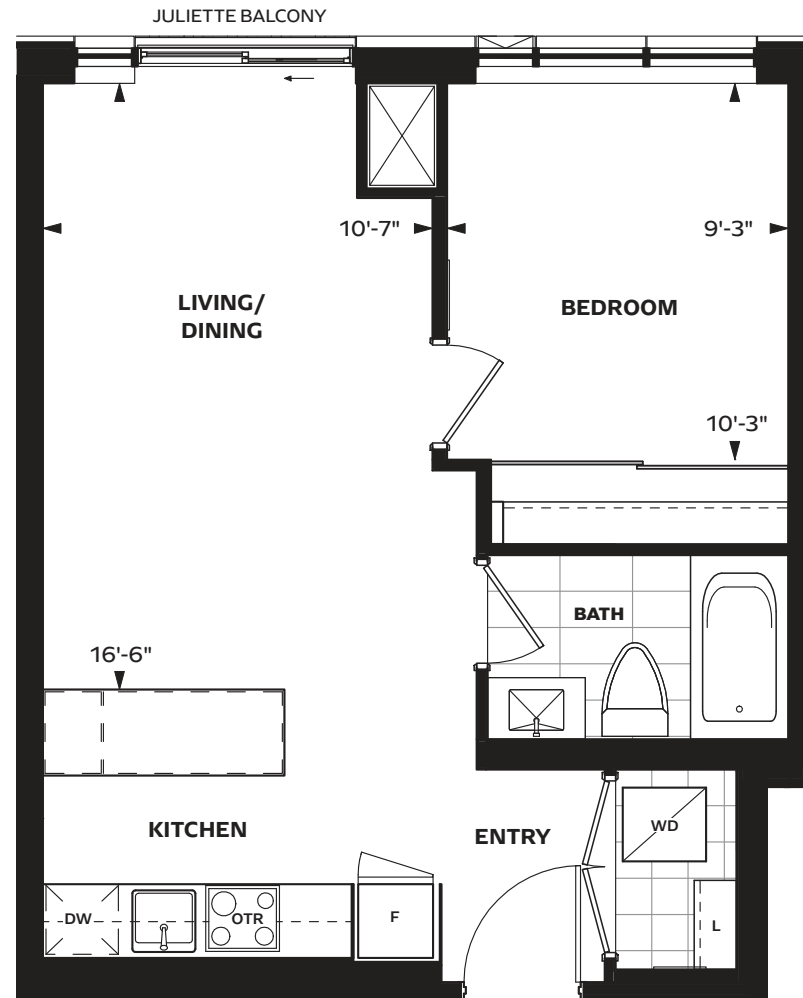 JULIETTE BALCONY
10'-7"
9'-3"
LIVING/
DINING
BEDROOM
10'-3"
BATH
16'-6"
KITCHEN
ENTRY
WD
DW
OTR
F
L